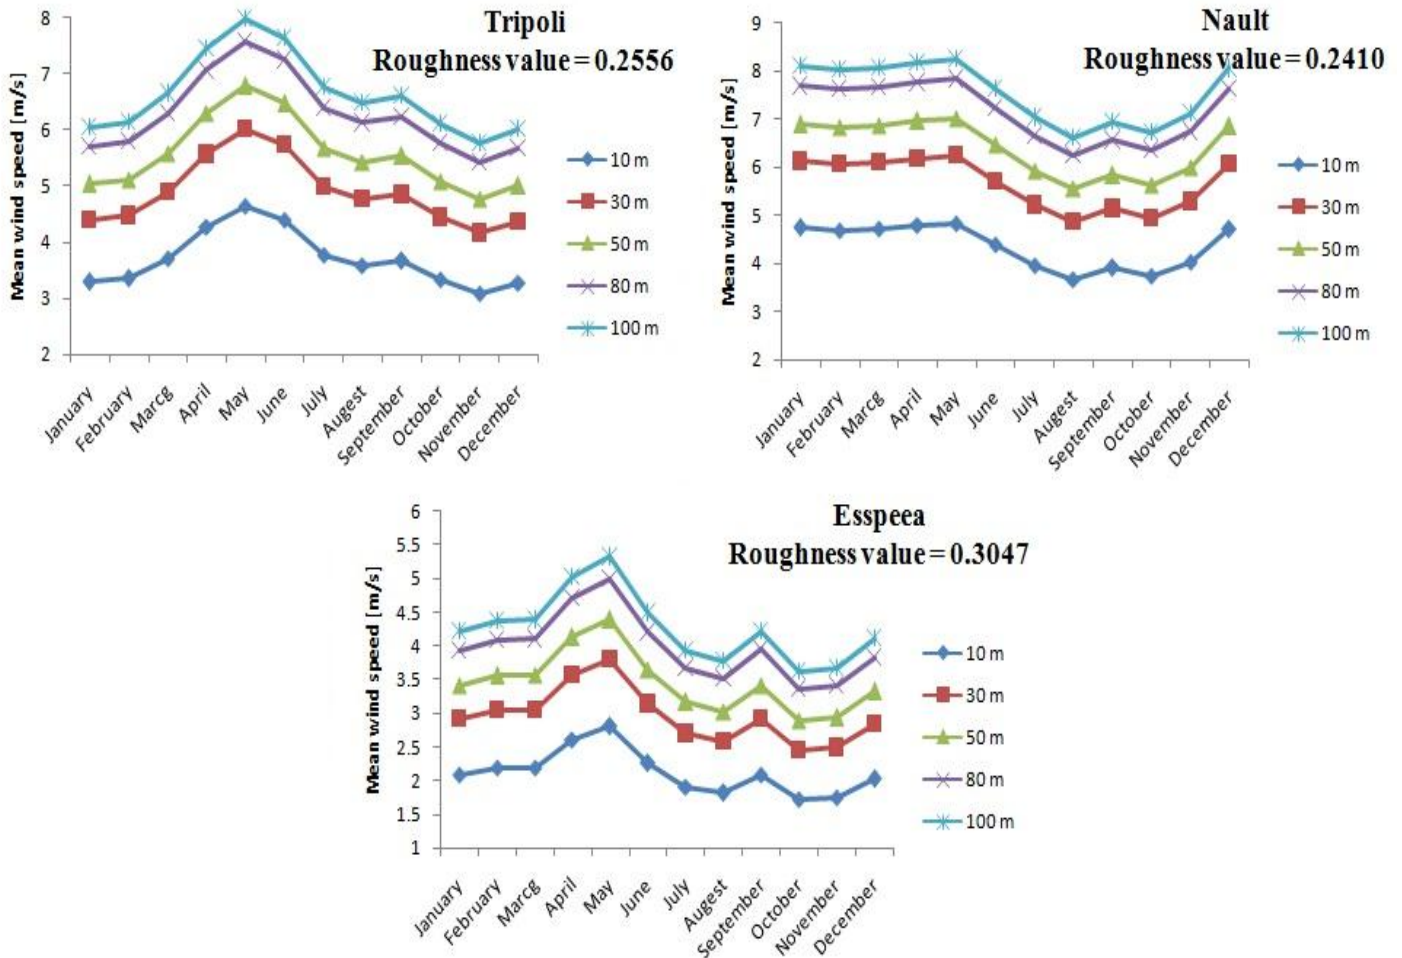 Tripoli
Roughness value = 0.2556
Mean wind speed [m/s]
8
7
6
5
4
3
2
January
February
Marcg
April
May
June
July
Augest
September
October
November
December
10 m
30 m
50 m
80 m
100 m
Nault
Roughness value = 0.2410
Mean wind speed [m/s]
9
8
7
6
5
4
3
2
January
February
Marcg
April
May
June
July
Augest
September
October
November
December
10 m
30 m
50 m
80 m
100 m
Esspeea
Roughness value = 0.3047
Mean wind speed [m/s]
6
5.5
5
4.5
4
3.5
3
2.5
2
1.5
1
January
February
Marcg
April
May
June
July
Augest
September
October
November
December
10 m
30 m
50 m
80 m
100 m